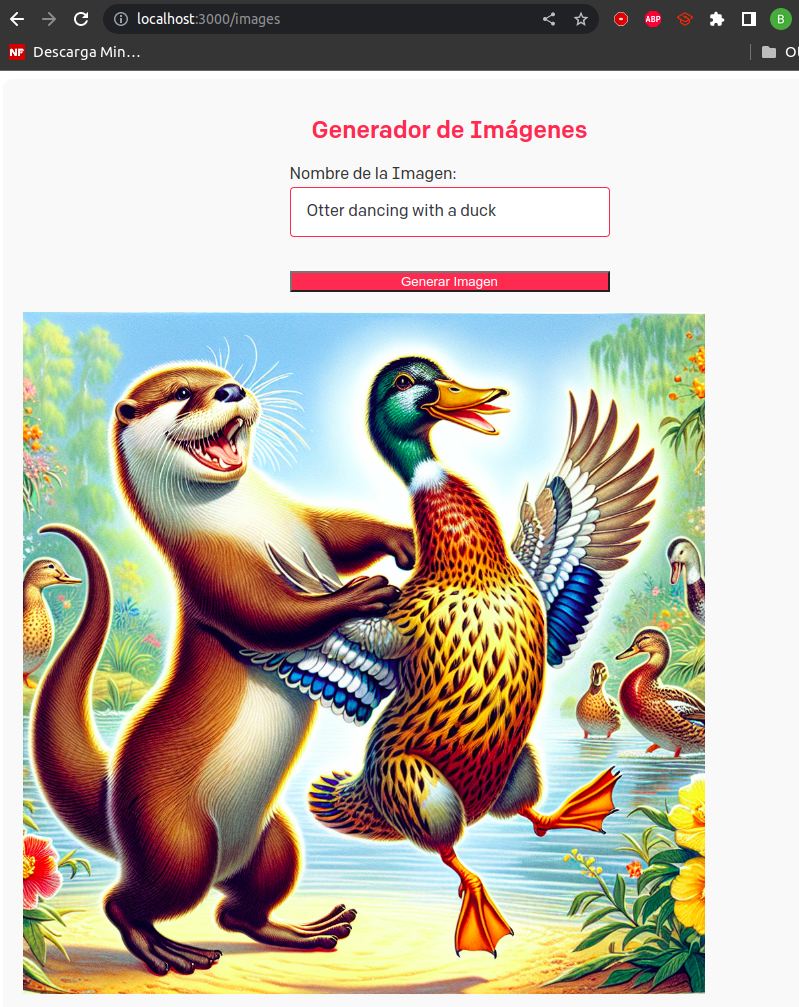 localhost:3000/images
ABP
B
Descarga Min...
Generador de Imágenes
Nombre de la Imagen:
Otter dancing with a duck
Generar Imagen